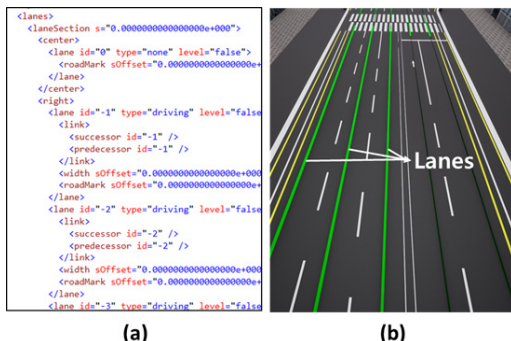 <lanes>
<laneSection s="0.0000000000000000e+000">
<center>
<lane id="0" type="none" level="false">
<roadMark sOffset="0.0000000000000000e+
</lane>
</center>
<right>
<lane id="-1" type="driving" level="false
<link>
<successor id="-1" />
<predecessor id="-1" />
</link>
<width sOffset="0.0000000000000000e+000
<roadMark sOffset="0.0000000000000000e+
</lane>
<lane id="-2" type="driving" level="false
<link>
<successor id="-2" />
<predecessor id="-2" />
</link>
<width sOffset="0.0000000000000000e+000
<roadMark sOffset="0.0000000000000000e+
</lane>
<lane id="-3" type="driving" level="false
Lanes
(a)
(b)